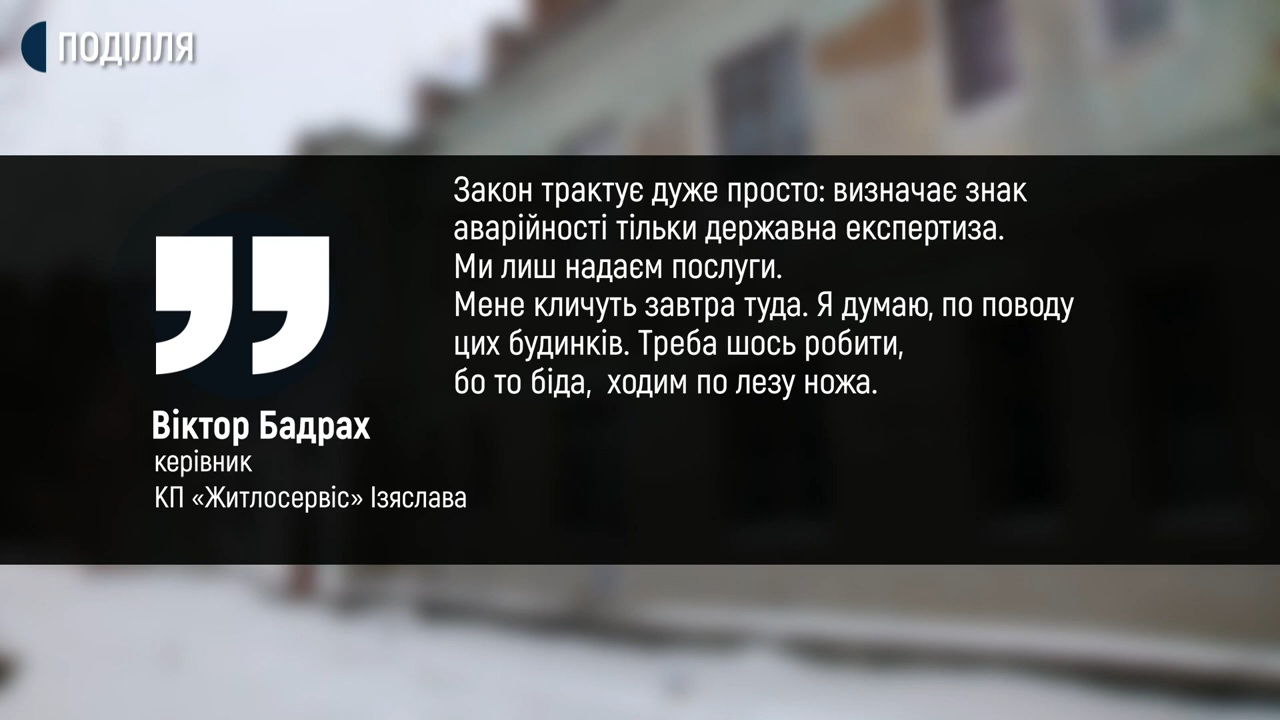 ПОДІЛЛЯ
Закон трактує дуже просто: визначає знак
аварійності тільки державна експертиза.
Ми лиш надаєм послуги.
Мене кличуть завтра туда. Я думаю, по поводу
цих будинків. Треба шось робити,
бо то біда,  ходим по лезу ножа.
Віктор Бадрах
керівник
КП «Житлосервіс» Ізяслава